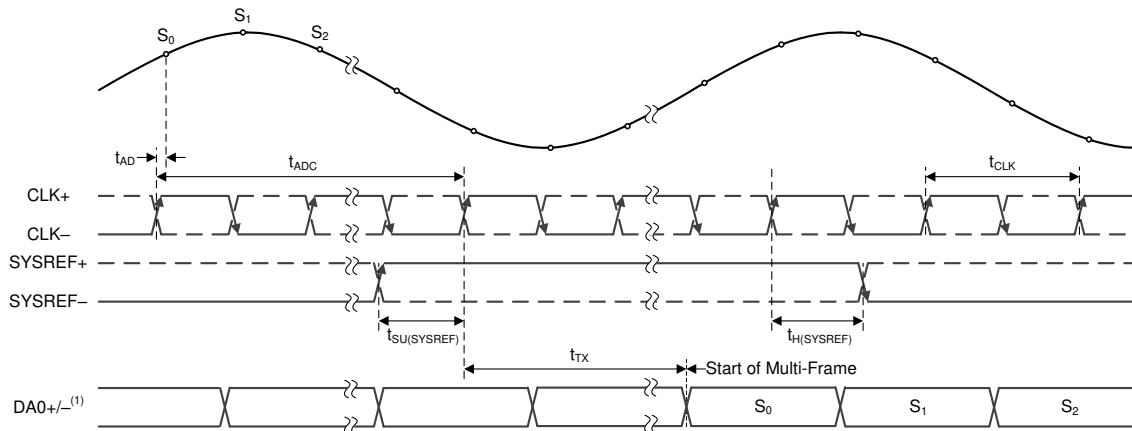 S0
S1
S2
tAD
tADC
tCLK
CLK+
CLK–
SYSREF+
SYSREF–
tSU(SYSREF)
tH(SYSREF)
tTX
Start of Multi-Frame
DA0+/–(1)
S0
S1
S2